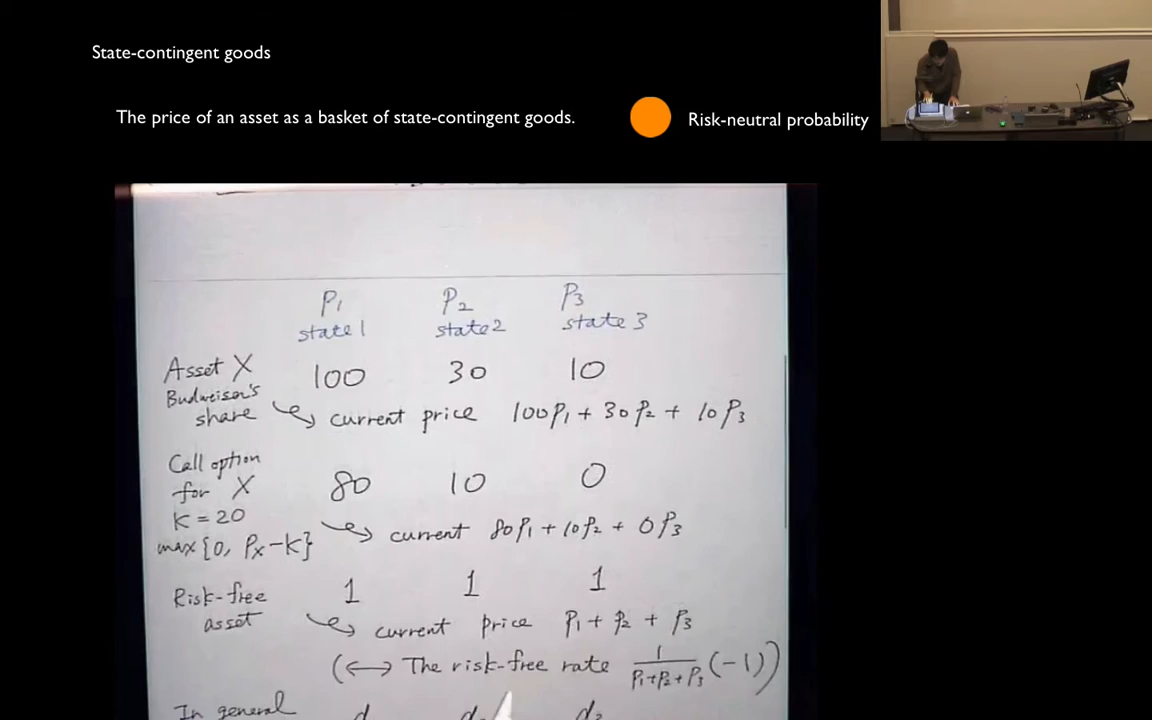 State-contingent goods
The price of an asset as a basket of state-contingent goods.
Risk-neutral probability
P₁ P₂ P₃
state 1 state 2 state 3
Asset X 100 30 10
Budweiser's
share ↪ current price 100P₁ + 30P₂ + 10P₃
Call option
for X 80 10 0
K = 20
↪ current 80P₁ + 10P₂ + 0P₃
max{0, Pₓ-K}
Risk-free 1 1 1
asset ↪ current price P₁ + P₂ + P₃
(↔ The risk-free rate 1/(P₁+P₂+P₃) (-1))
In general